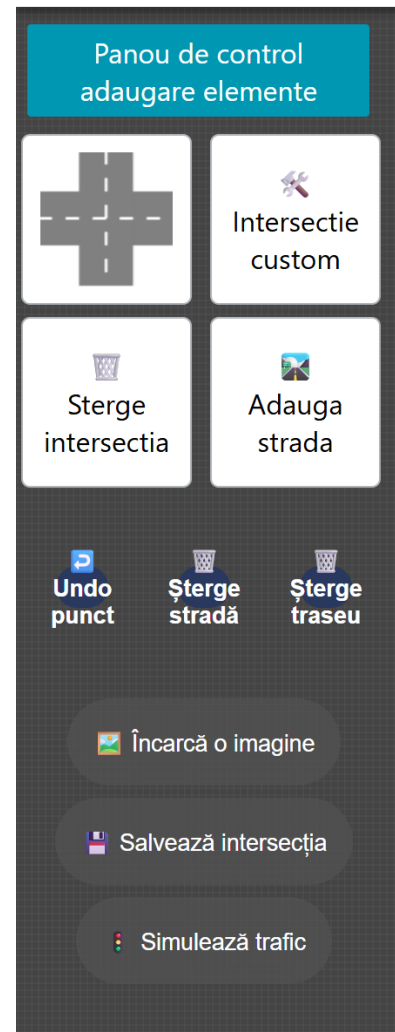 Panou de control
adaugare elemente
Intersectie
custom
Sterge
intersectia
Adauga
strada
Undo
punct
Șterge
stradă
Șterge
traseu
Încarcă o imagine
Salvează intersecția
Simulează trafic